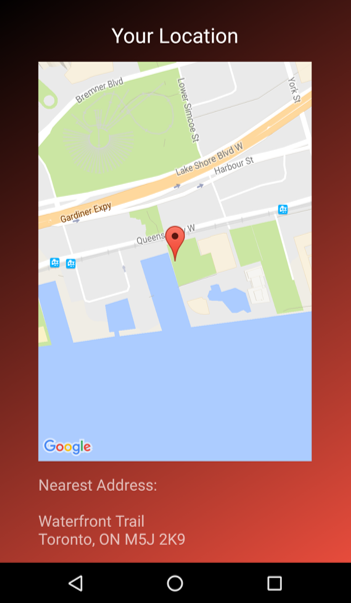 Your Location
Bremner Blvd
Lower Simcoe St
York St
Lake Shore Blvd W
Harbour St
Gardiner Expy
Queens W
Google
Nearest Address:
Waterfront Trail
Toronto, ON M5J 2K9